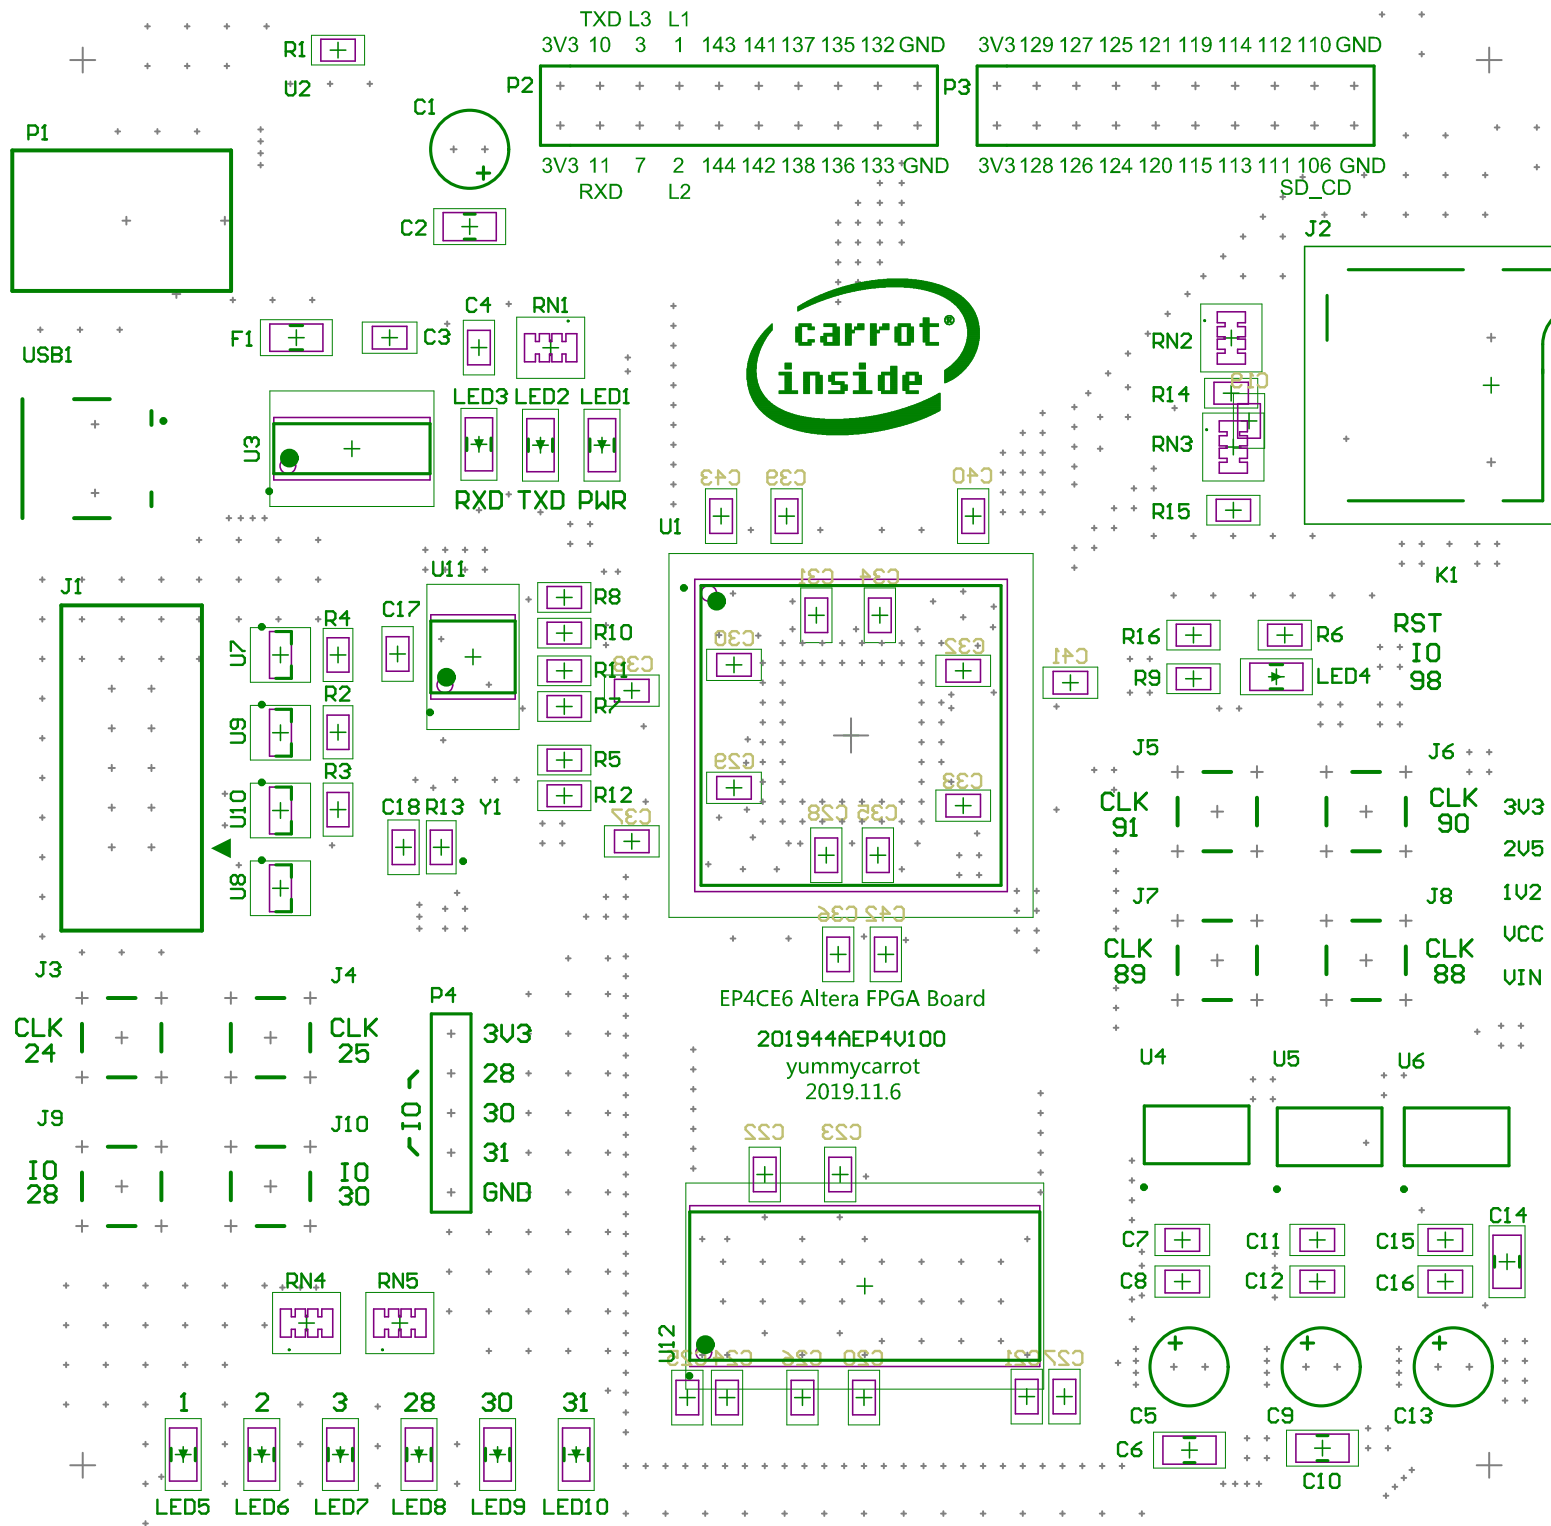 TXD L3 L1
3V3 10 3 1 143 141 137 135 132 GND
3V3 129 127 125 121 119 114 112 110 GND
R1
U2
P2
P3
C1
P1
3V3 11 7 2 144 142 138 136 133 GND
3V3 128 126 124 120 115 113 111 106 GND
RXD L2
SD_CD
C2
J2
C4
RN1
carrot®
inside
F1
C3
USB1
RN2
C19
R14
LED3 LED2 LED1
U3
RN3
RXD TXD PWR
C43
C39
C40
R15
U1
U11
K1
J1
C31
C34
C17
R8
R4
R10
U7
C30
C32
R11
C38
C41
R16
R6
R9
LED4
RST
IO
98
R2
R7
U9
R5
C29
J5
J6
R3
R12
C33
U10
C18 R13 Y1
C37
C28
C35
CLK
91
CLK
90
3V3
2V5
1V2
VCC
VIN
U8
J7
J8
C36
C42
CLK
89
CLK
88
J3
J4
P4
EP4CE6 Altera FPGA Board
CLK
24
CLK
25
3V3
28
30
31
GND
IO
201944AEP4V100
yummycarrot
2019.11.6
U4
U5
U6
J9
J10
IO
28
IO
30
C22
C23
C7
C11
C15
C14
C8
C12
C16
RN4
RN5
U12
C25
C24
C26
C20
C21
C27
1 2 3 28 30 31
C5
C9
C13
C6
C10
LED5 LED6 LED7 LED8 LED9 LED10